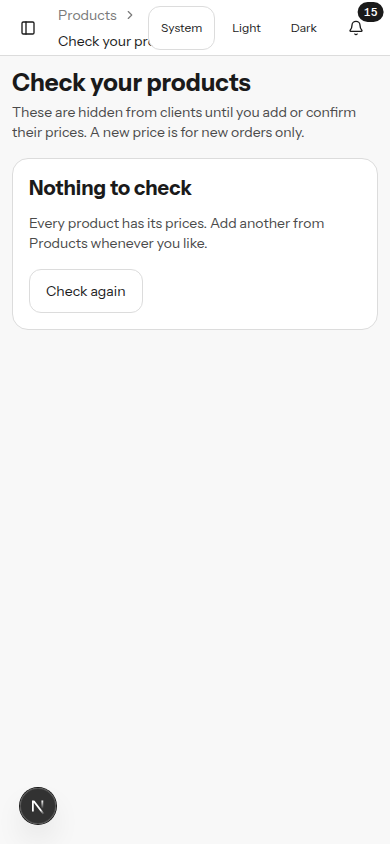 Products
System
Light
Dark
15
Check your pro
Check your products
These are hidden from clients until you add or confirm
their prices. A new price is for new orders only.
Nothing to check
Every product has its prices. Add another from
Products whenever you like.
Check again
N